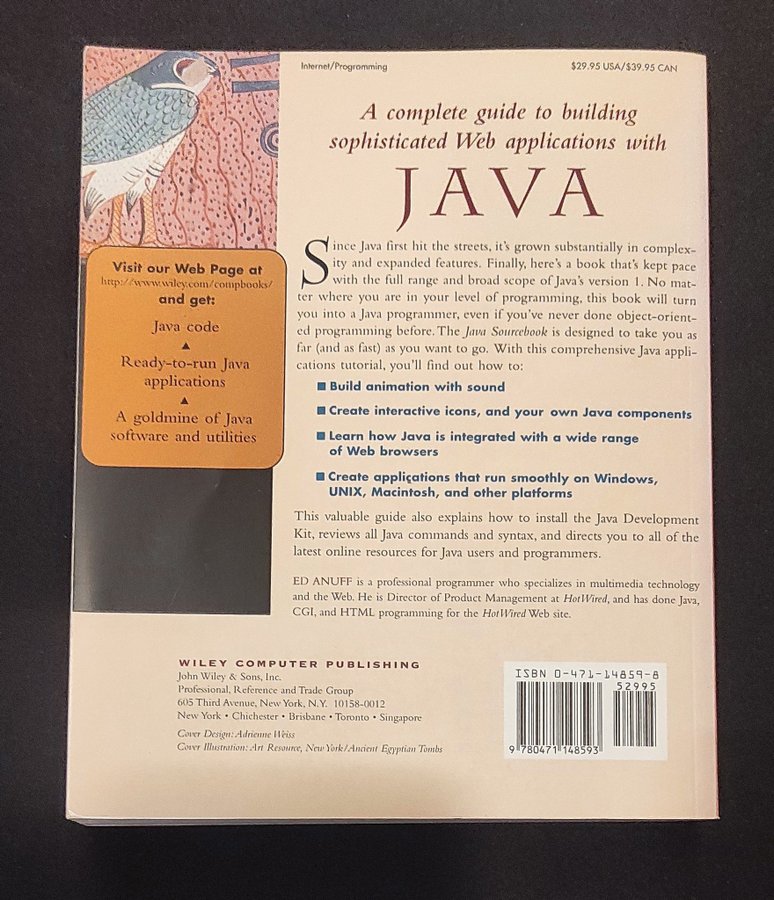 Internet/Programming
$29.95 USA/$39.95 CAN
A complete guide to building
sophisticated Web applications with
JAVA
Since Java first hit the streets, it's grown substantially in complex-
ity and expanded features. Finally, here's a book that's kept pace
with the full range and broad scope of Java's version 1. No mat-
ter where you are in your level of programming, this book will turn
you into a Java programmer, even if you've never done object-orient-
ed programming before. The Java Sourcebook is designed to take you as
far (and as fast) as you want to go. With this comprehensive Java appli-
cations tutorial, you'll find out how to:
■ Build animation with sound
■ Create interactive icons, and your own Java components
■ Learn how Java is integrated with a wide range
of Web browsers
■ Create applications that run smoothly on Windows,
UNIX, Macintosh, and other platforms
This valuable guide also explains how to install the Java Development
Kit, reviews all Java commands and syntax, and directs you to all of the
latest online resources for Java users and programmers.
ED ANUFF is a professional programmer who specializes in multimedia technology
and the Web. He is Director of Product Management at HotWired, and has done Java,
CGI, and HTML programming for the HotWired Web site.
Visit our Web Page at
http://www.wiley.com/compbooks/
and get:
Java code
▲
Ready-to-run Java
applications
▲
A goldmine of Java
software and utilities
WILEY COMPUTER PUBLISHING
John Wiley & Sons, Inc.
Professional, Reference and Trade Group
605 Third Avenue, New York, N.Y. 10158-0012
New York • Chichester • Brisbane • Toronto • Singapore
Cover Design: Adrienne Weiss
Cover Illustration: Art Resource, New York/Ancient Egyptian Tombs
ISBN 0-471-14859-8
52995
9 780471 148593